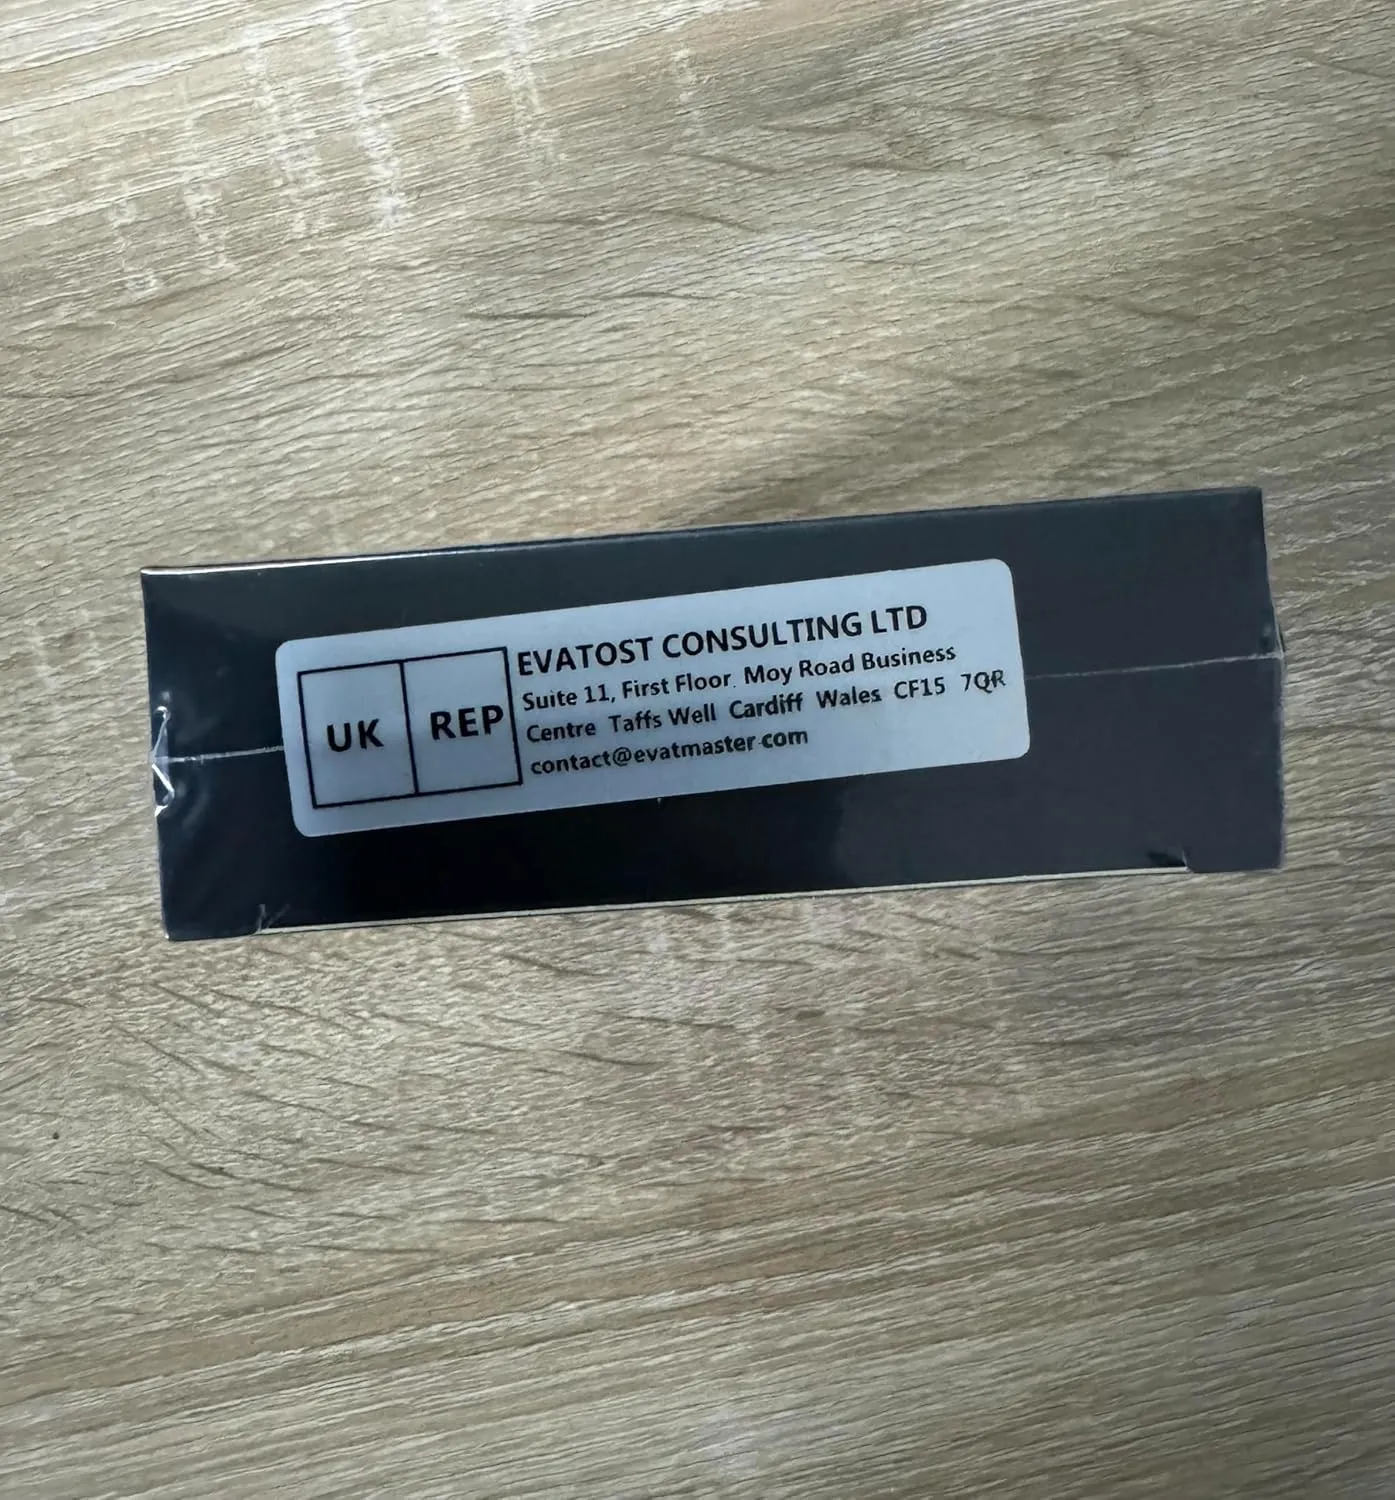 UK REP
EVATOST CONSULTING LTD
Suite 11, First Floor, Moy Road Business
Centre Taffs Well Cardiff Wales CF15 7QR
contact@evatmaster.com